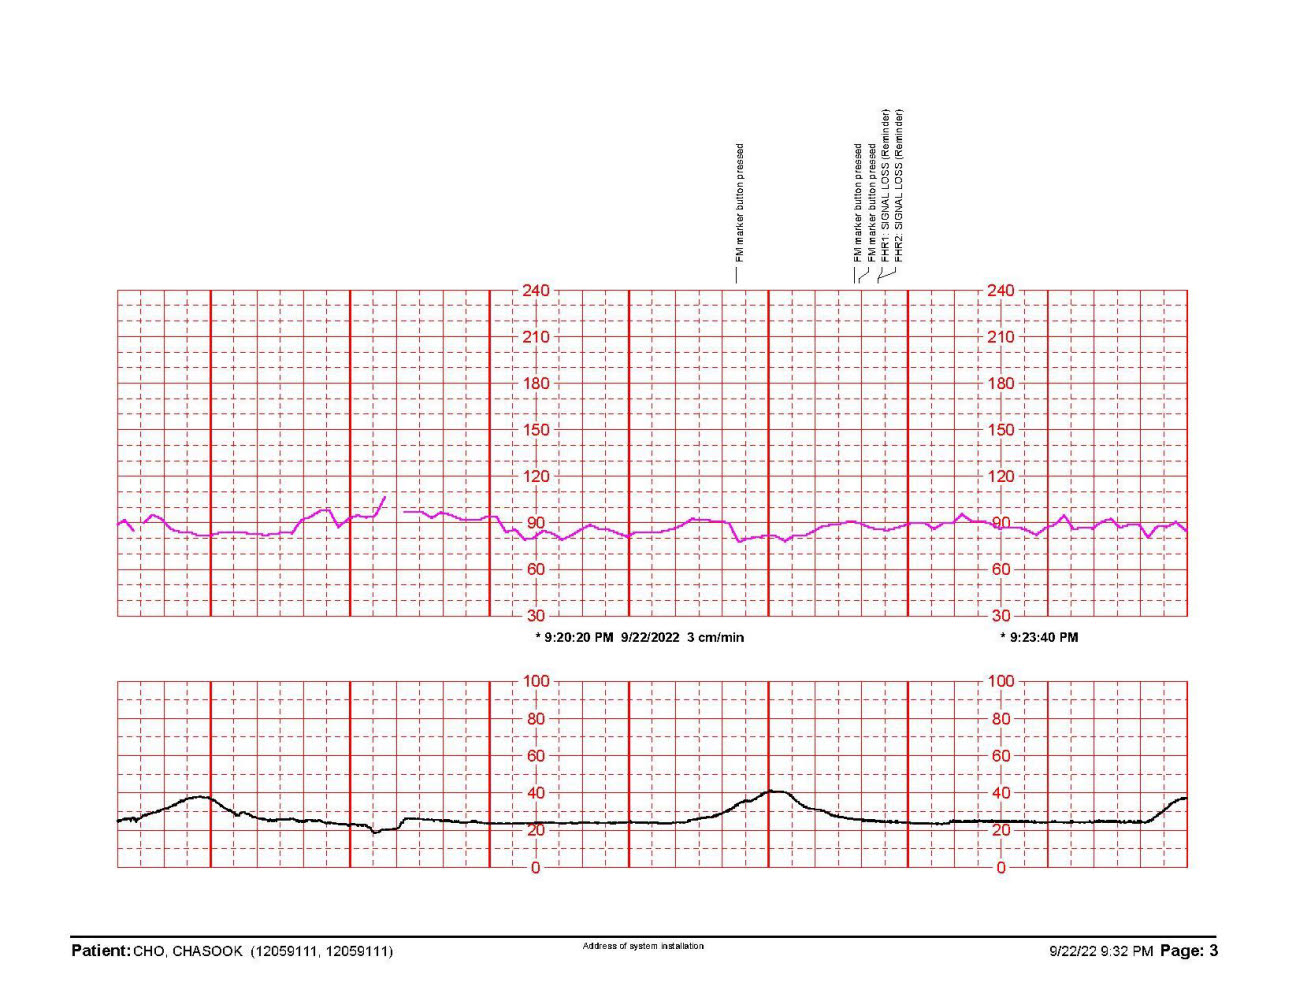 FM marker button pressed
FM marker button pressed
FM marker button pressed
FHR1: SIGNAL LOSS (Reminder)
FHR2: SIGNAL LOSS (Reminder)
240 240
210 210
180 180
150 150
120 120
90 90
60 60
30 30
* 9:20:20 PM 9/22/2022 3 cm/min * 9:23:40 PM
100 100
80 80
60 60
40 40
20 20
0 0
Patient: CHO, CHASOOK (12059111, 12059111) Address of system installation 9/22/22 9:32 PM Page: 3